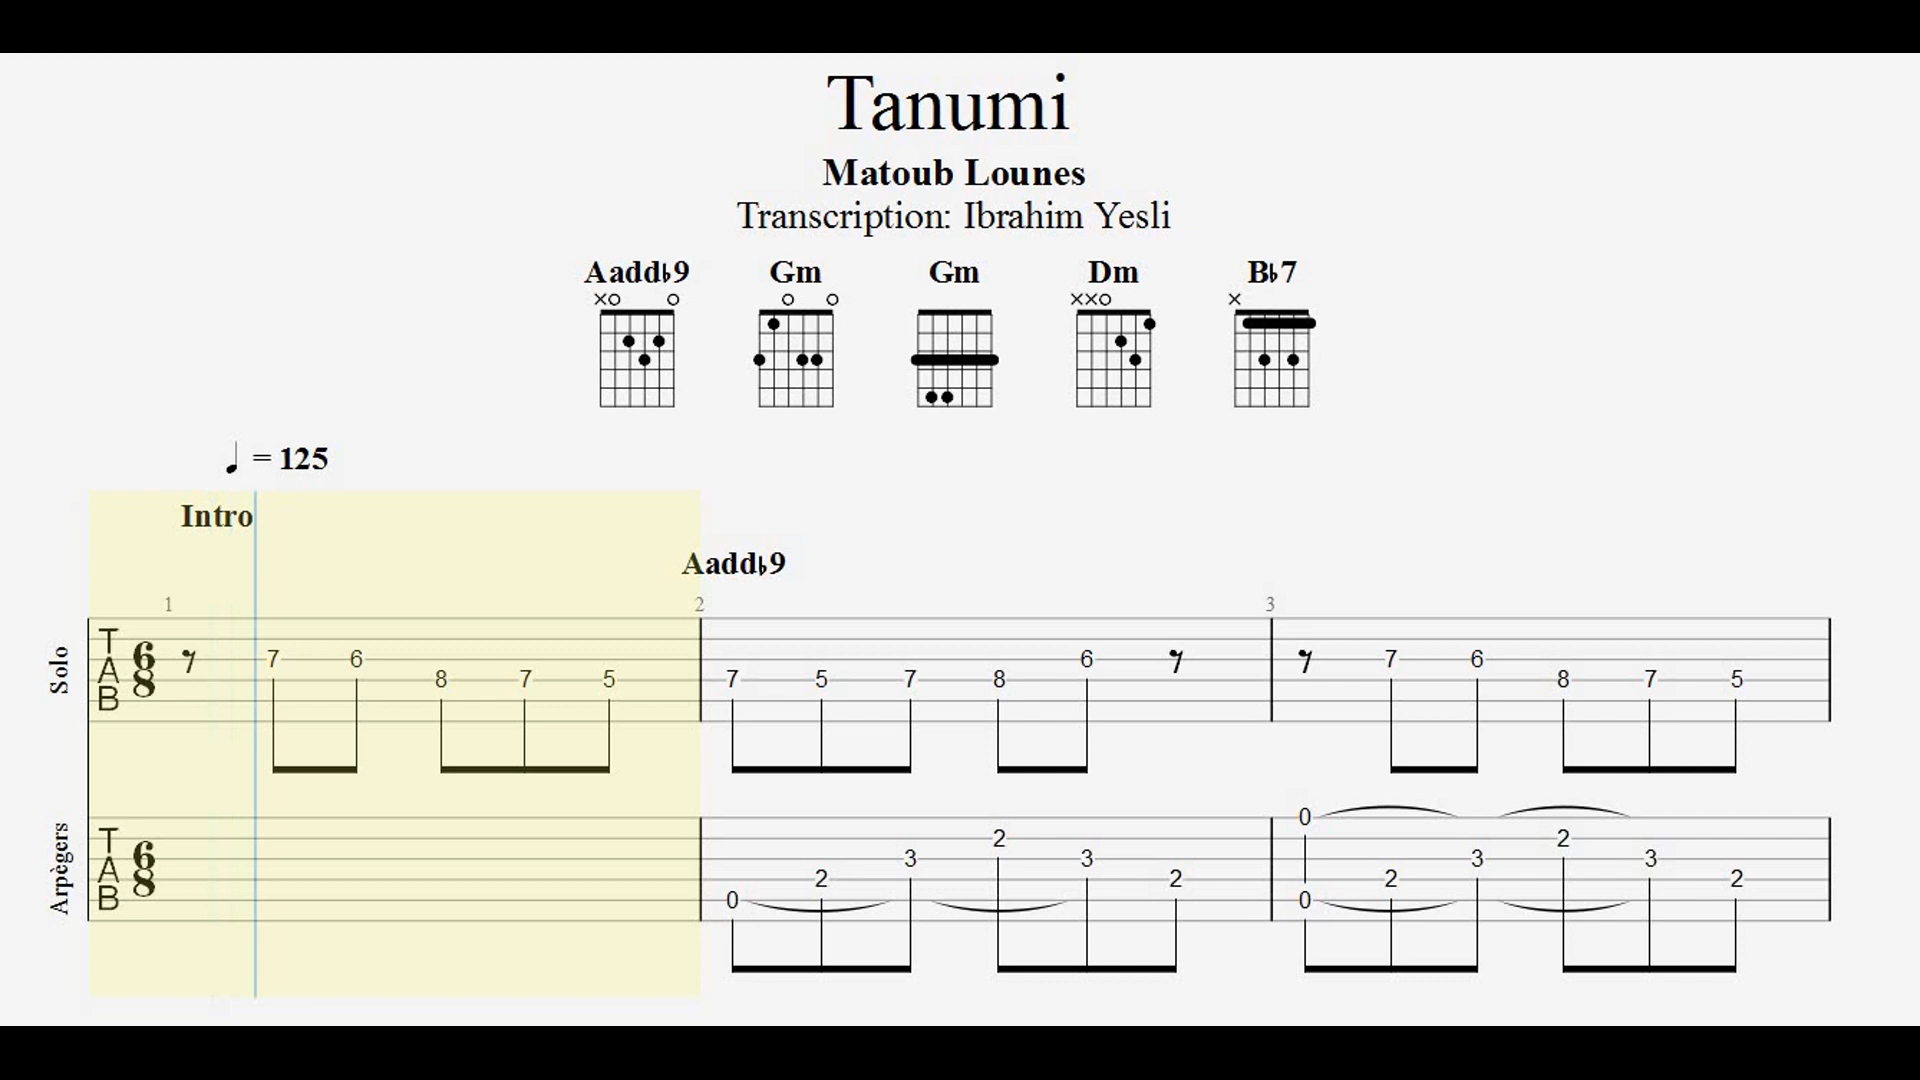 Tanumi
Matoub Lounes
Transcription: Ibrahim Yesli
Aadd♭9 Gm Gm Dm B♭7
×o o o o ××o ×
♩ = 125
Intro
Aadd♭9
1 2 3
Solo
TAB 6/8 7 6 8 7 5 7 5 7 8 6 7 6 8 7 5
Arpègers
TAB 6/8 0 2 3 2 3 2 0 0 2 3 2 3 2